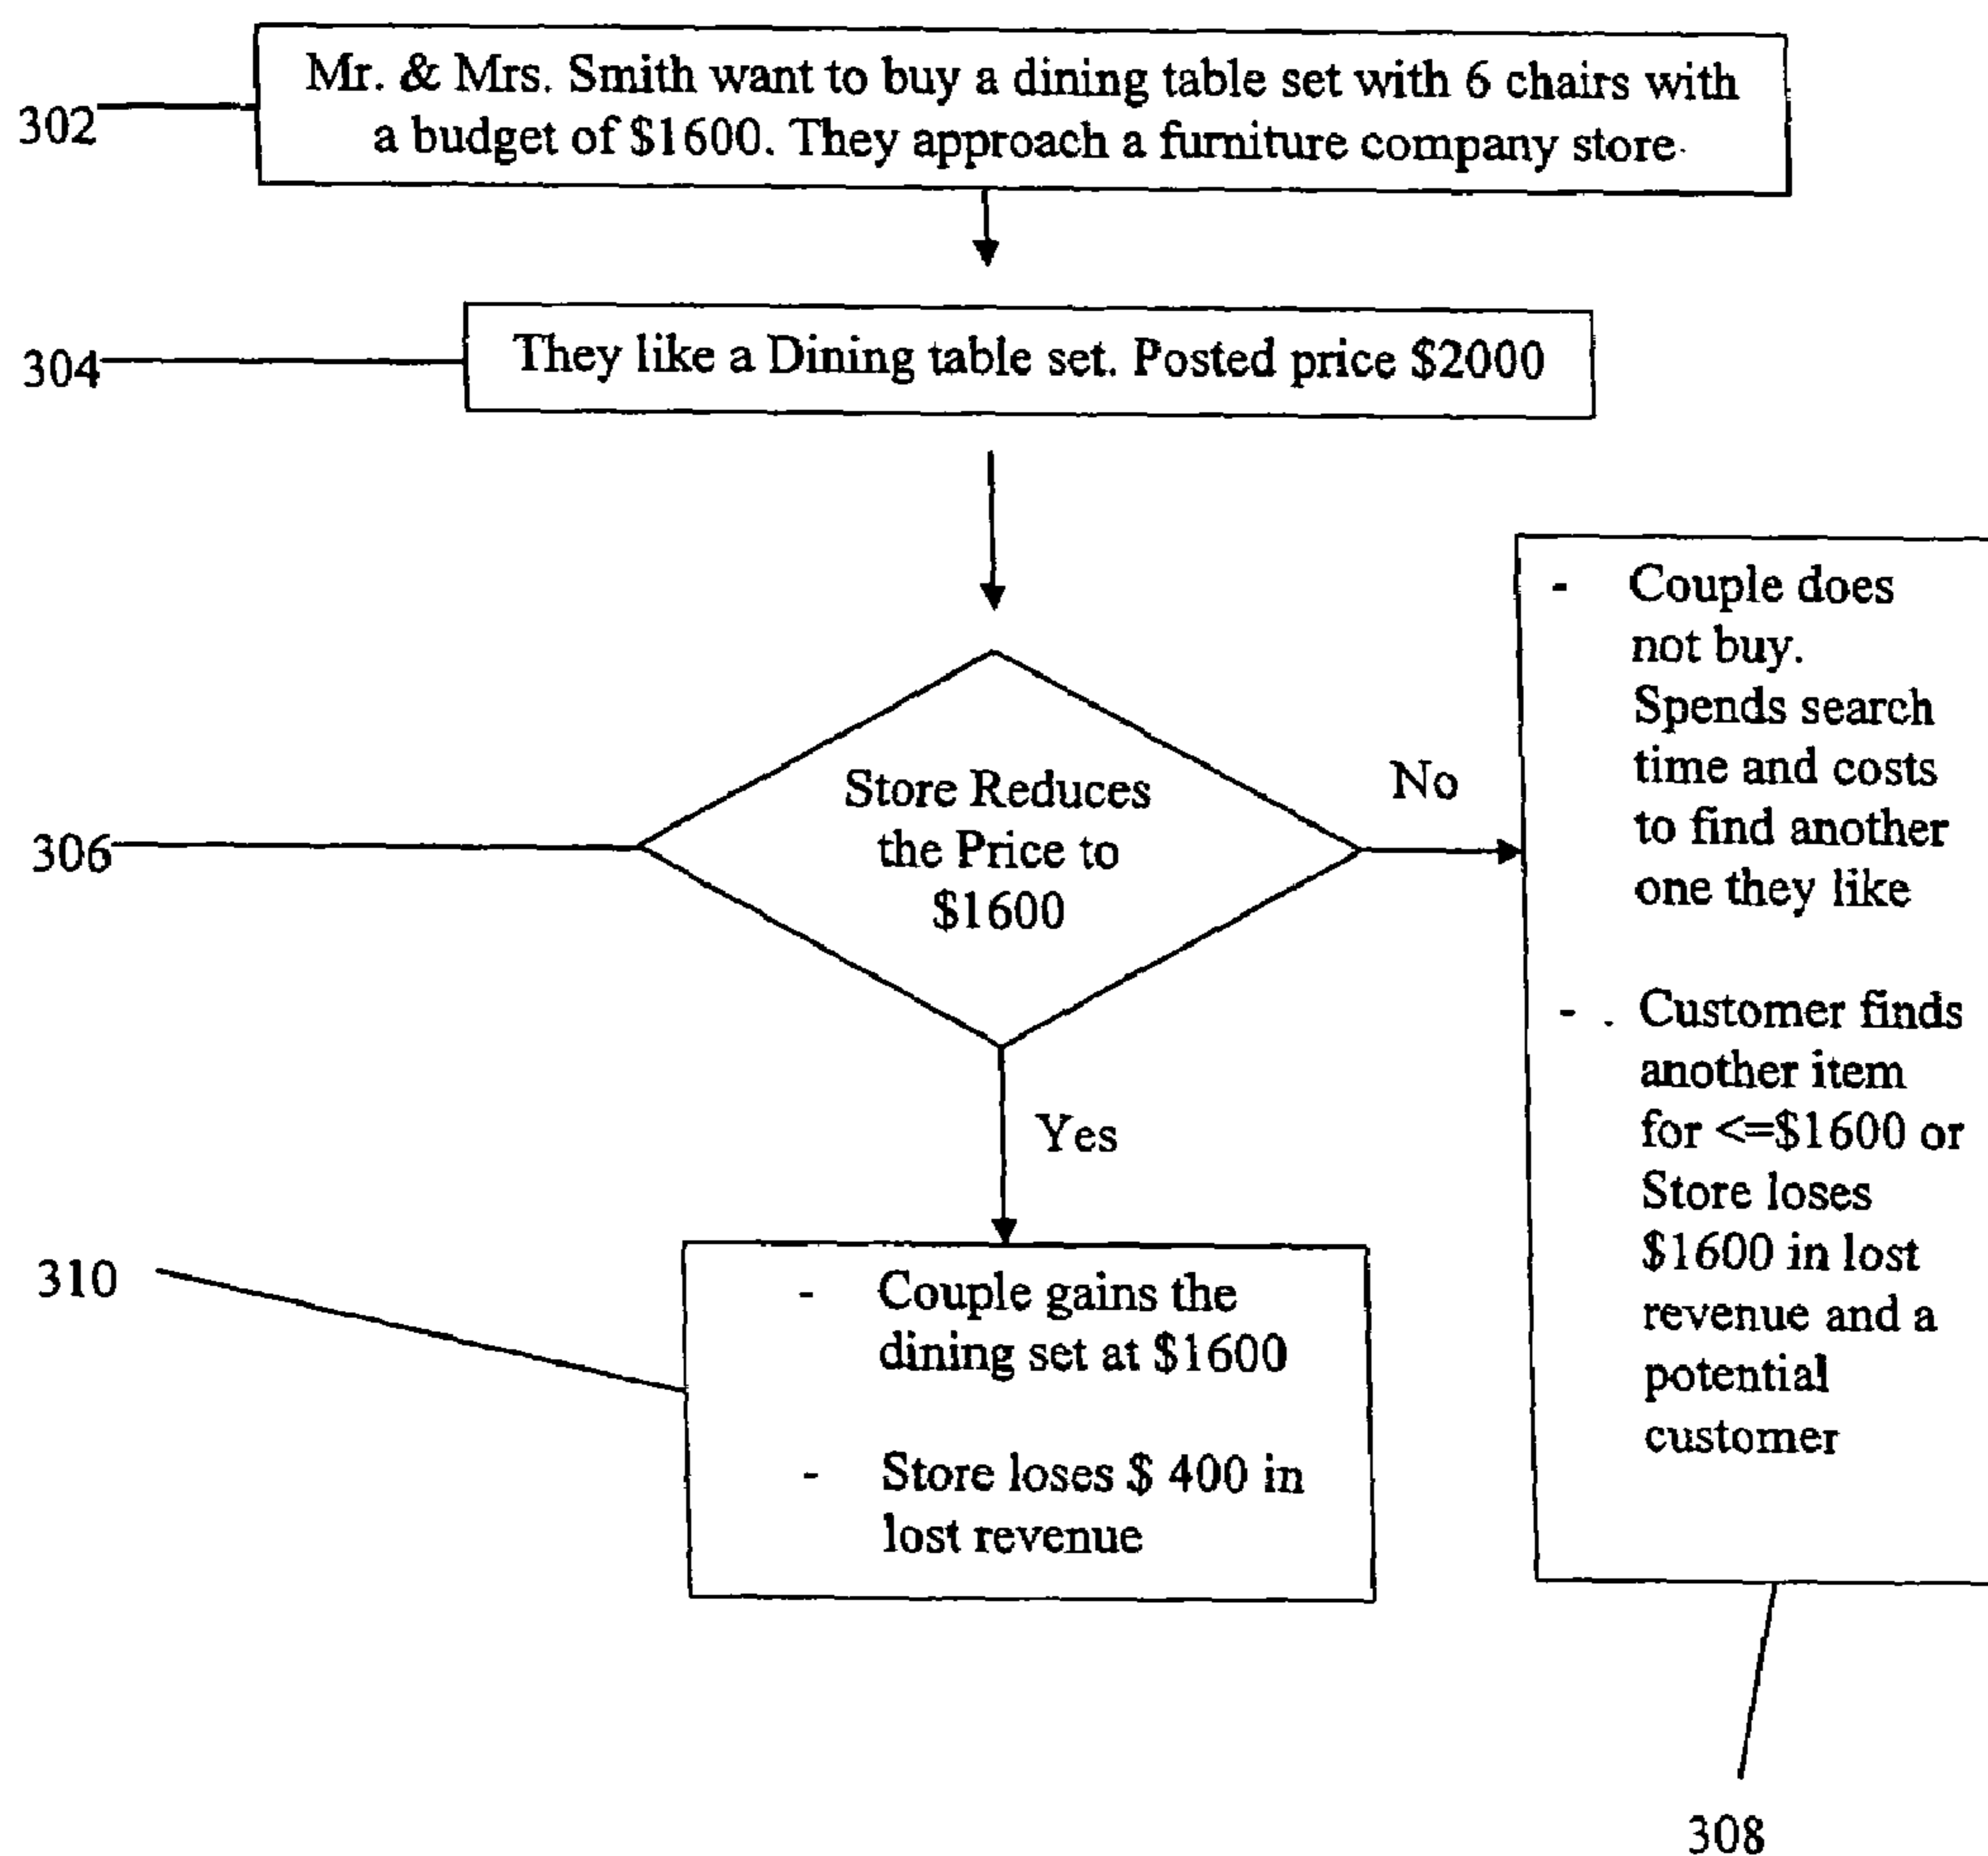 302
Mr. & Mrs. Smith want to buy a dining table set with 6 chairs with
a budget of $1600. They approach a furniture company store
304
They like a Dining table set. Posted price $2000
306
Store Reduces
the Price to
$1600
No
- Couple does
not buy.
Spends search
time and costs
to find another
one they like
- Customer finds
another item
for <=$1600 or
Store loses
$1600 in lost
revenue and a
potential
customer
Yes
310
- Couple gains the
dining set at $1600
- Store loses $ 400 in
lost revenue
308